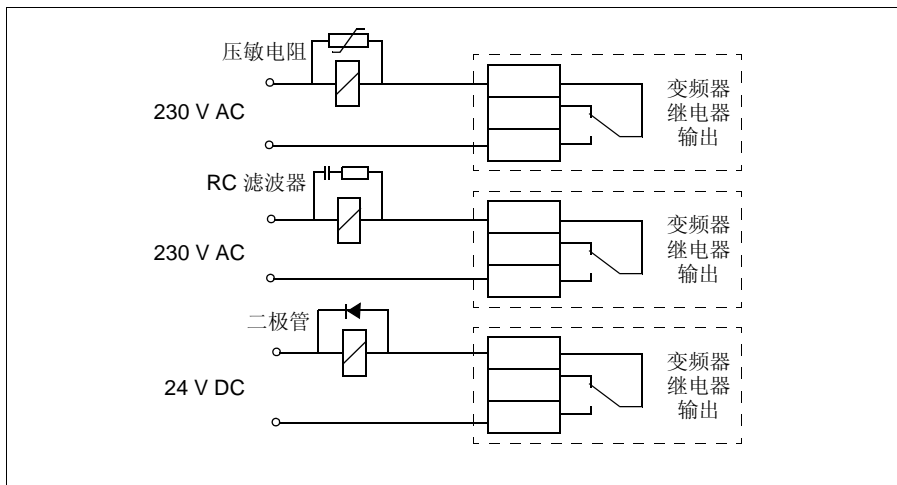 压敏电阻
230 V AC
变频器
继电器
输出
RC 滤波器
230 V AC
变频器
继电器
输出
二极管
24 V DC
变频器
继电器
输出